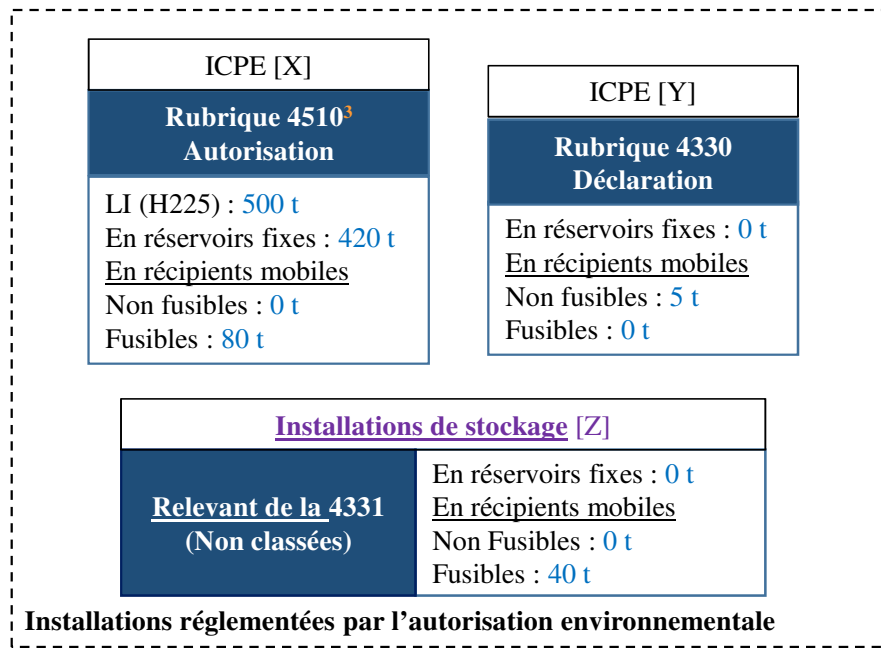 ICPE [X]
Rubrique 4510³
Autorisation
LI (H225) : 500 t
En réservoirs fixes : 420 t
En récipients mobiles
Non fusibles : 0 t
Fusibles : 80 t
ICPE [Y]
Rubrique 4330
Déclaration
En réservoirs fixes : 0 t
En récipients mobiles
Non fusibles : 5 t
Fusibles : 0 t
Installations de stockage [Z]
Relevant de la 4331
(Non classées)
En réservoirs fixes : 0 t
En récipients mobiles
Non Fusibles : 0 t
Fusibles : 40 t
Installations réglementées par l’autorisation environnementale